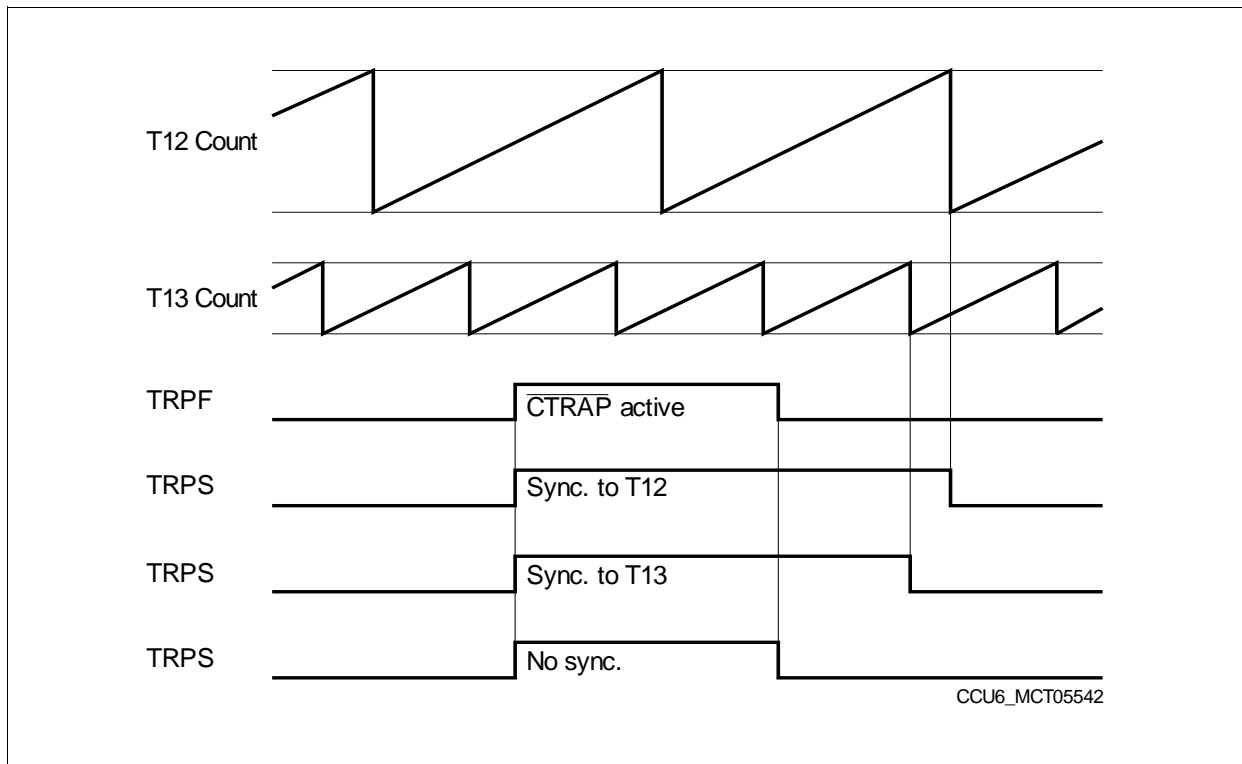 T12 Count
T13 Count
TRPF
CTRAP active
TRPS
Sync. to T12
TRPS
Sync. to T13
TRPS
No sync.
CCU6_MCT05542